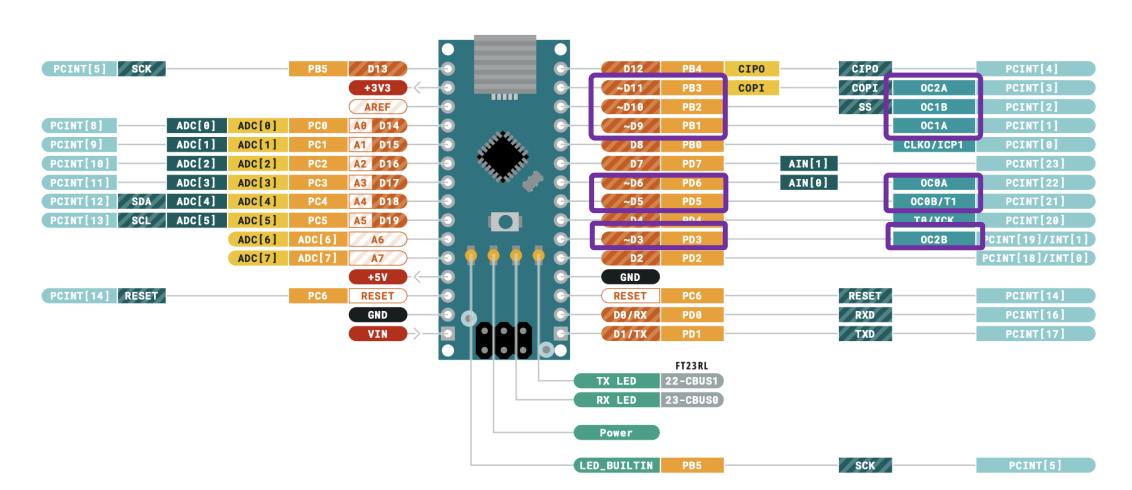 PCINT[5] SCK PB5 D13 D12 PB4 CIPO CIPO PCINT[4]
+3V3 ~D11 PB3 COPI COPI OC2A PCINT[3]
AREF ~D10 PB2 SS OC1B PCINT[2]
PCINT[8] ADC[0] ADC[0] PC0 A0 D14 ~D9 PB1 OC1A PCINT[1]
PCINT[9] ADC[1] ADC[1] PC1 A1 D15 D8 PB0 CLKO/ICP1 PCINT[0]
PCINT[10] ADC[2] ADC[2] PC2 A2 D16 D7 PD7 AIN[1] PCINT[23]
PCINT[11] ADC[3] ADC[3] PC3 A3 D17 ~D6 PD6 AIN[0] OC0A PCINT[22]
PCINT[12] SDA ADC[4] ADC[4] PC4 A4 D18 ~D5 PD5 OC0B/T1 PCINT[21]
PCINT[13] SCL ADC[5] ADC[5] PC5 A5 D19 D4 PD4 T0/XCK PCINT[20]
ADC[6] ADC[6] A6 ~D3 PD3 OC2B PCINT[19]/INT[1]
ADC[7] ADC[7] A7 D2 PD2 PCINT[18]/INT[0]
+5V GND
PCINT[14] RESET PC6 RESET RESET PC6 RESET PCINT[14]
GND D0/RX PD0 RXD PCINT[16]
VIN D1/TX PD1 TXD PCINT[17]
FT23RL
TX LED 22-CBUS1
RX LED 23-CBUS0
Power
LED_BUILTIN PB5 SCK PCINT[5]